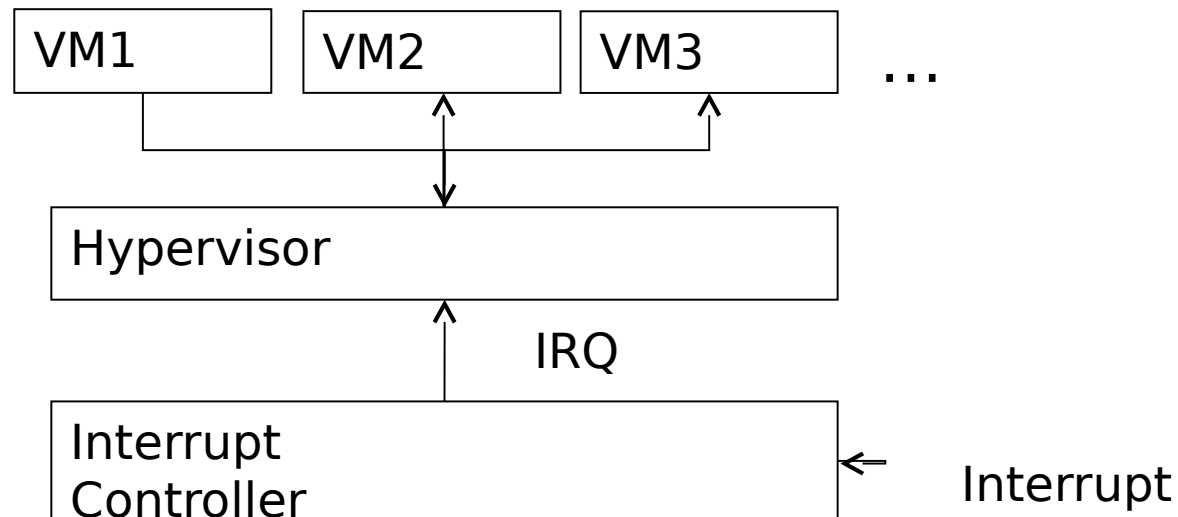 VM1 VM2 VM3 ...
Hypervisor
IRQ
Interrupt
Controller
Interrupt